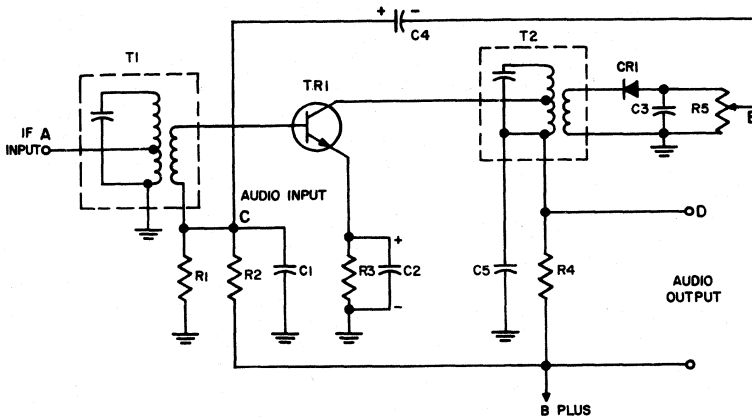 + -
C4
T1
T2
TR1
CR1
C3
R5
E
IF A
INPUT
AUDIO INPUT
C
D
R1
R2
C1
R3
+
C2
-
C5
R4
AUDIO
OUTPUT
B PLUS